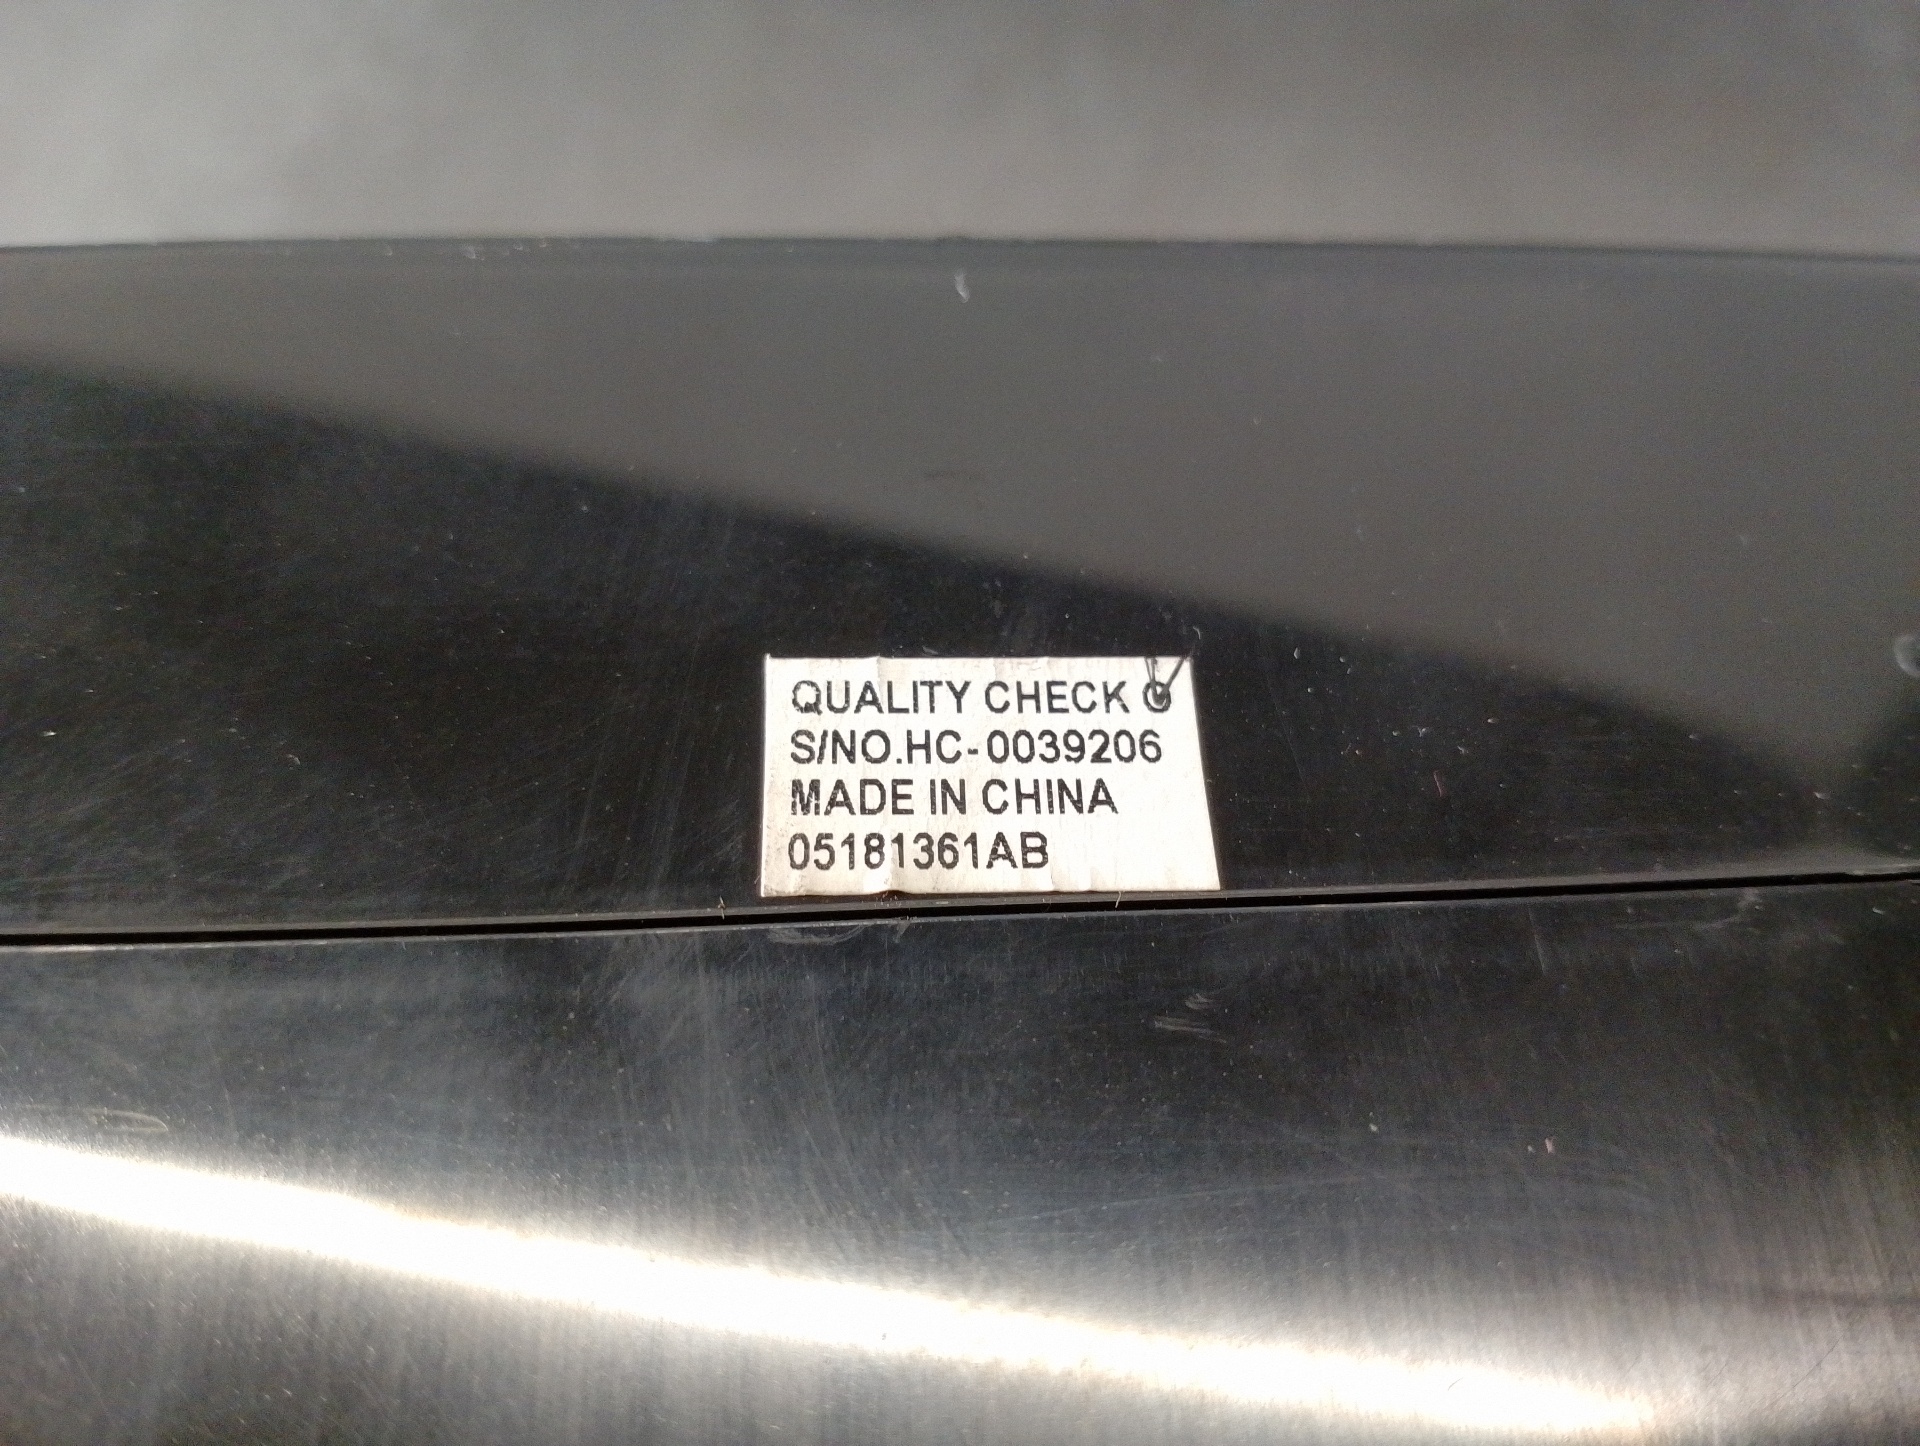 QUALITY CHECK
S/NO.HC-0039206
MADE IN CHINA
05181361AB